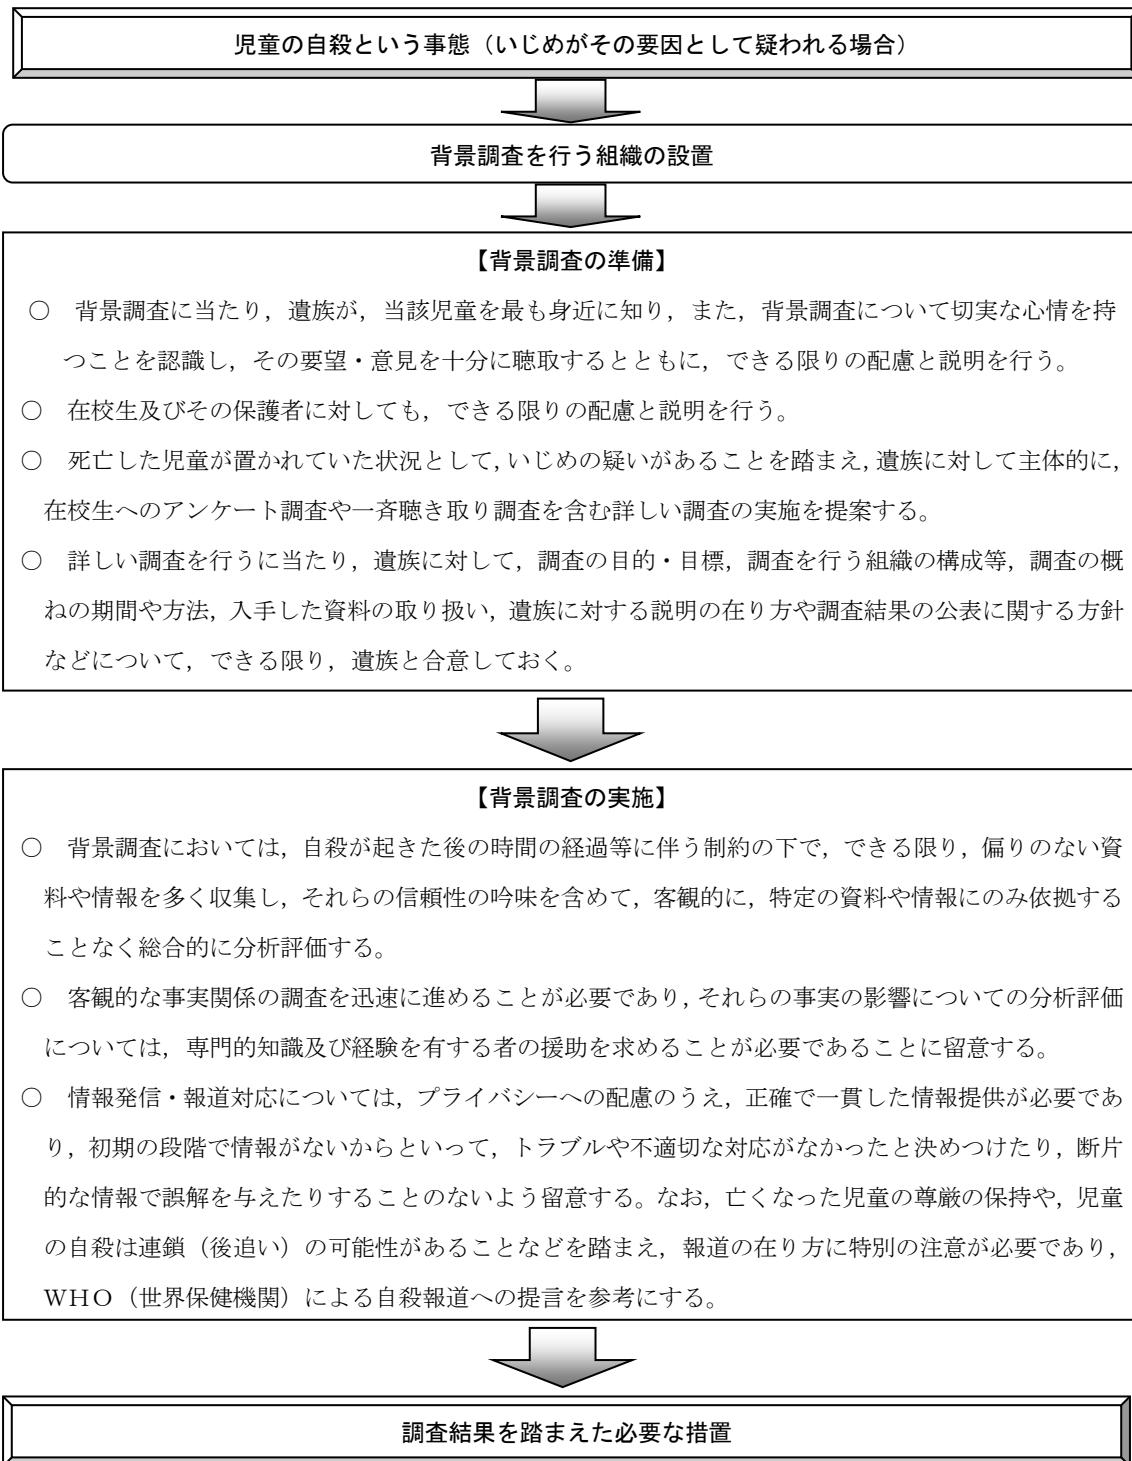 児童の自殺という事態（いじめがその要因として疑われる場合）
背景調査を行う組織の設置
【背景調査の準備】
○　背景調査に当たり，遺族が，当該児童を最も身近に知り，また，背景調査について切実な心情を持
つことを認識し，その要望・意見を十分に聴取するとともに，できる限りの配慮と説明を行う。
○　在校生及びその保護者に対しても，できる限りの配慮と説明を行う。
○　死亡した児童が置かれていた状況として，いじめの疑いがあることを踏まえ，遺族に対して主体的に，
在校生へのアンケート調査や一斉聴き取り調査を含む詳しい調査の実施を提案する。
○　詳しい調査を行うに当たり，遺族に対して，調査の目的・目標，調査を行う組織の構成等，調査の概
ねの期間や方法，入手した資料の取り扱い，遺族に対する説明の在り方や調査結果の公表に関する方針
などについて，できる限り，遺族と合意しておく。
【背景調査の実施】
○　背景調査においては，自殺が起きた後の時間の経過等に伴う制約の下で，できる限り，偏りのない資
料や情報を多く収集し，それらの信頼性の吟味を含めて，客観的に，特定の資料や情報にのみ依拠する
ことなく総合的に分析評価する。
○　客観的な事実関係の調査を迅速に進めることが必要であり，それらの事実の影響についての分析評価
については，専門的知識及び経験を有する者の援助を求めることが必要であることに留意する。
○　情報発信・報道対応については，プライバシーへの配慮のうえ，正確で一貫した情報提供が必要であ
り，初期の段階で情報がないからといって，トラブルや不適切な対応がなかったと決めつけたり，断片
的な情報で誤解を与えたりすることのないよう留意する。なお，亡くなった児童の尊厳の保持や，児童
の自殺は連鎖（後追い）の可能性があることなどを踏まえ，報道の在り方に特別の注意が必要であり，
ＷＨＯ（世界保健機関）による自殺報道への提言を参考にする。
調査結果を踏まえた必要な措置